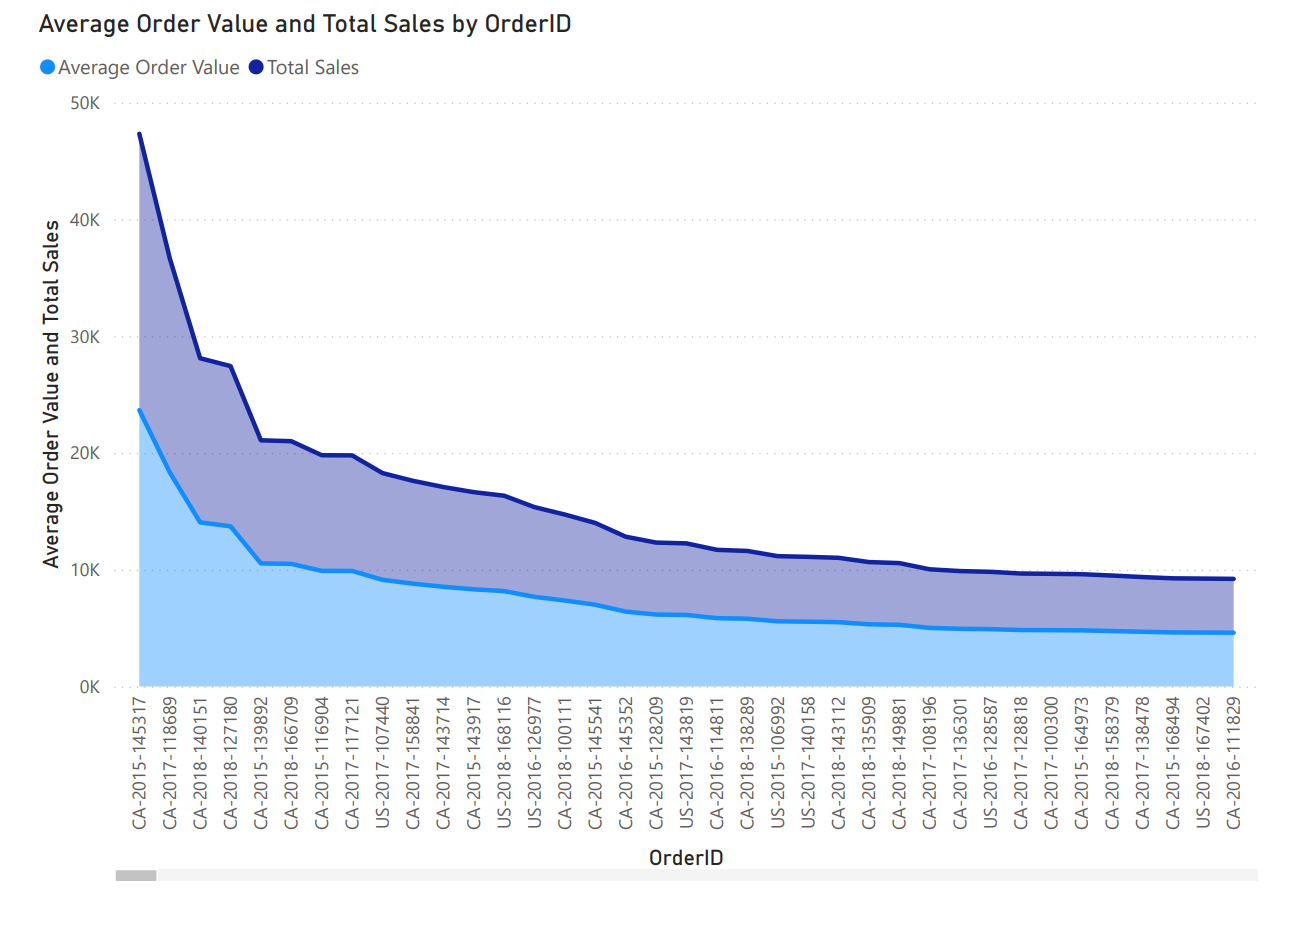 Average Order Value and Total Sales by OrderID
Average Order Value Total Sales
50K
40K
30K
20K
10K
0K
Average Order Value and Total Sales
CA-2015-145317
CA-2017-118689
CA-2018-140151
CA-2018-127180
CA-2015-139892
CA-2018-166709
CA-2015-116904
CA-2017-117121
US-2017-107440
CA-2017-158841
CA-2017-143714
CA-2015-143917
US-2018-168116
US-2016-126977
CA-2018-100111
CA-2015-145541
CA-2016-145352
CA-2015-128209
US-2017-143819
CA-2016-114811
CA-2018-138289
US-2015-106992
US-2017-140158
CA-2018-143112
CA-2018-135909
CA-2018-149881
CA-2017-108196
CA-2017-136301
US-2016-128587
CA-2017-128818
CA-2017-100300
CA-2015-164973
CA-2018-158379
CA-2017-138478
CA-2015-168494
US-2018-167402
CA-2016-111829
OrderID